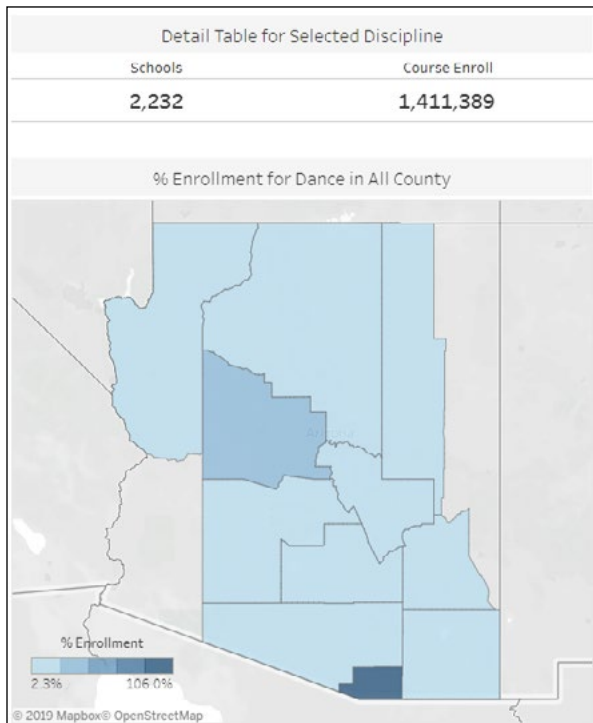 Detail Table for Selected Discipline
Schools Course Enroll
2,232 1,411,389
% Enrollment for Dance in All County
Arizona
% Enrollment
2.3% 106.0%
© 2019 Mapbox© OpenStreetMap